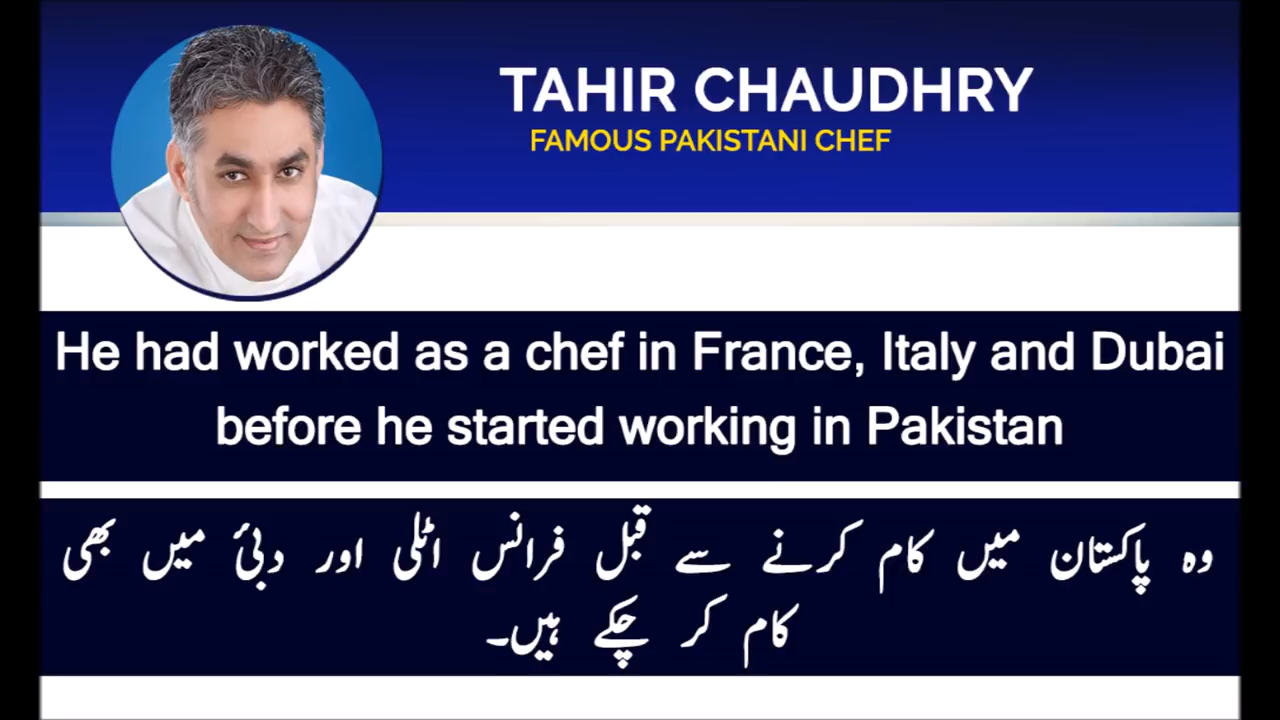 TAHIR CHAUDHRY
FAMOUS PAKISTANI CHEF
He had worked as a chef in France, Italy and Dubai
before he started working in Pakistan
وہ پاکستان میں کام کرنے سے قبل فرانس اٹلی اور دبئ میں بھی
کام کر چکے ہیں۔